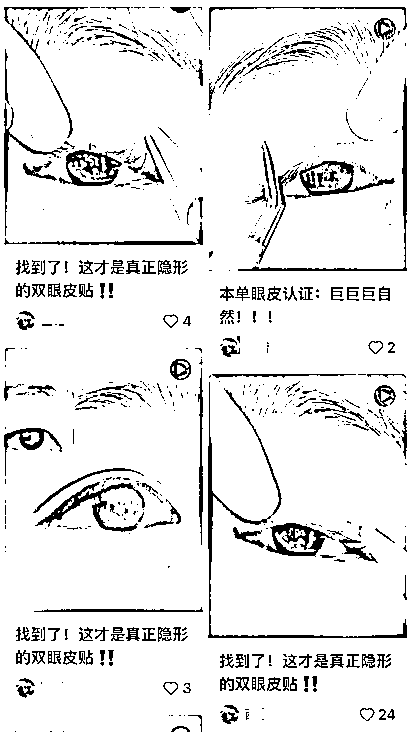 找到了！这才是真正隐形
的双眼皮贴‼
4
本单眼皮认证：巨巨巨自
然！！！
2
找到了！这才是真正隐形
的双眼皮贴‼
3
找到了！这才是真正隐形
的双眼皮贴‼
24